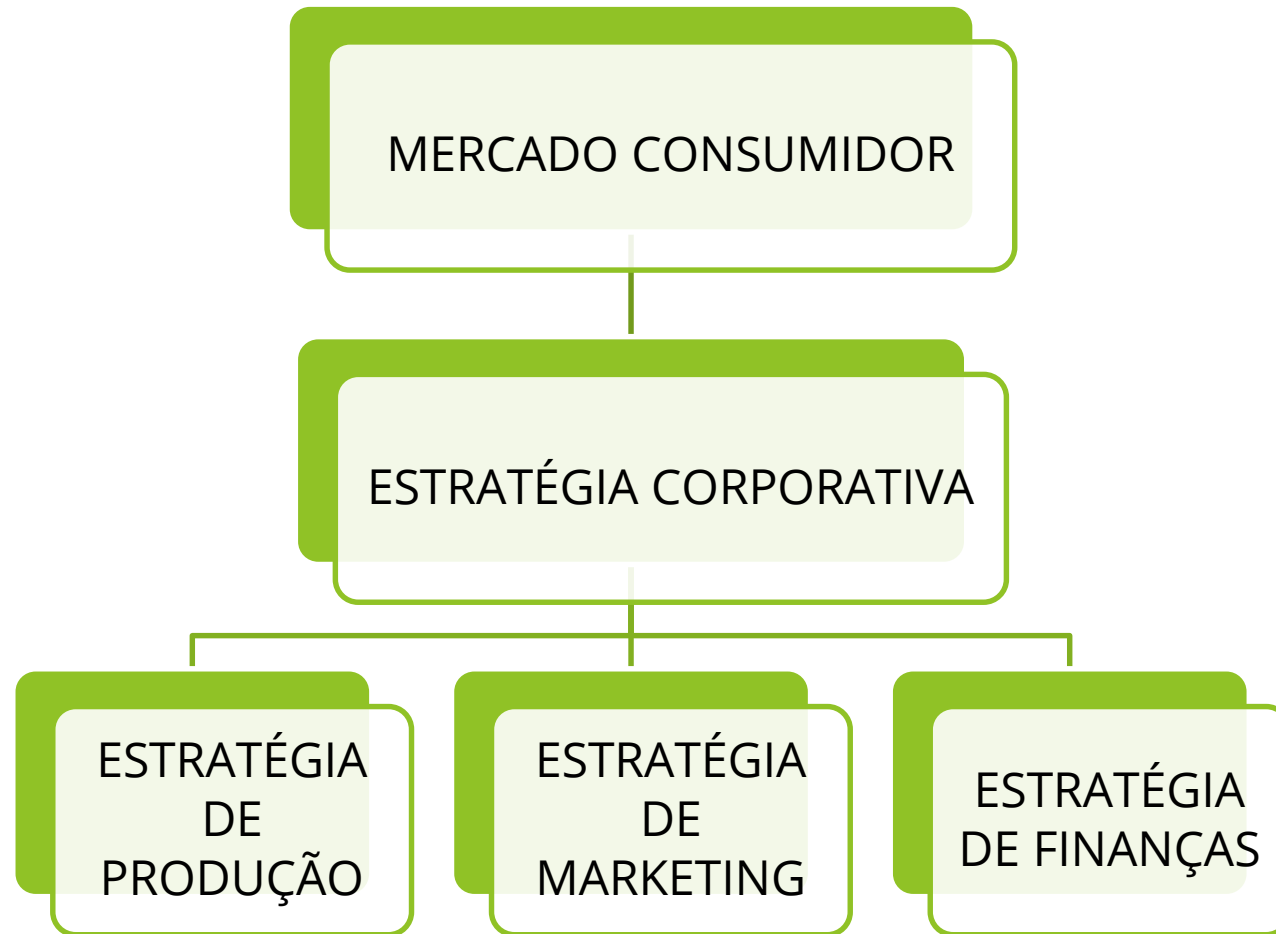 MERCADO CONSUMIDOR
ESTRATÉGIA CORPORATIVA
ESTRATÉGIA
DE
PRODUÇÃO
ESTRATÉGIA
DE
MARKETING
ESTRATÉGIA
DE FINANÇAS